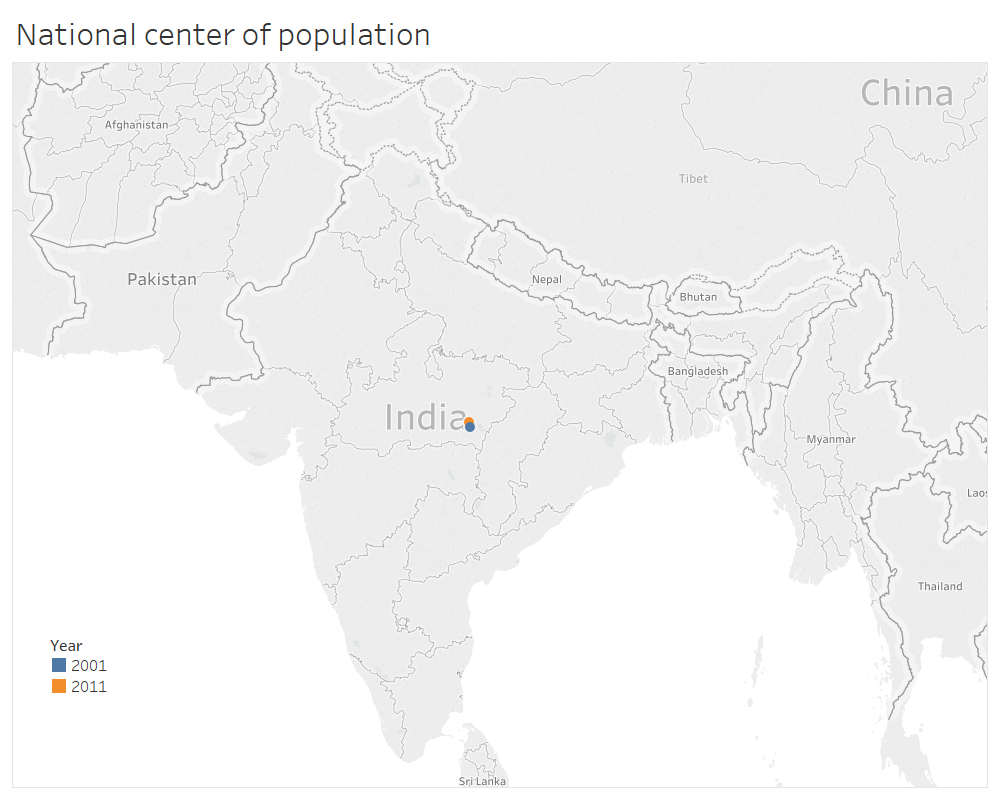 National center of population
China
Afghanistan
Tibet
Pakistan
Nepal
Bhutan
Bangladesh
India
Myanmar
Laos
Thailand
Year
2001
2011
Sri Lanka